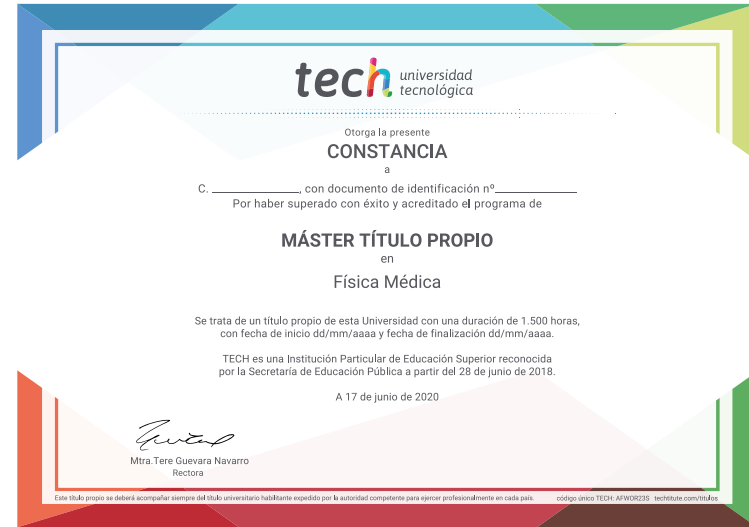 tech universidad
tecnológica
Otorga la presente
CONSTANCIA
a
C. ____________, con documento de identificación nº____________
Por haber superado con éxito y acreditado el programa de
MÁSTER TÍTULO PROPIO
en
Física Médica
Se trata de un título propio de esta Universidad con una duración de 1.500 horas,
con fecha de inicio dd/mm/aaaa y fecha de finalización dd/mm/aaaa.
TECH es una Institución Particular de Educación Superior reconocida
por la Secretaría de Educación Pública a partir del 28 de junio de 2018.
A 17 de junio de 2020
Mtra.Tere Guevara Navarro
Rectora
Este título propio se deberá acompañar siempre del título universitario habilitante expedido por la autoridad competente para ejercer profesionalmente en cada país. código único TECH: AFWOR23S techtitute.com/titulos